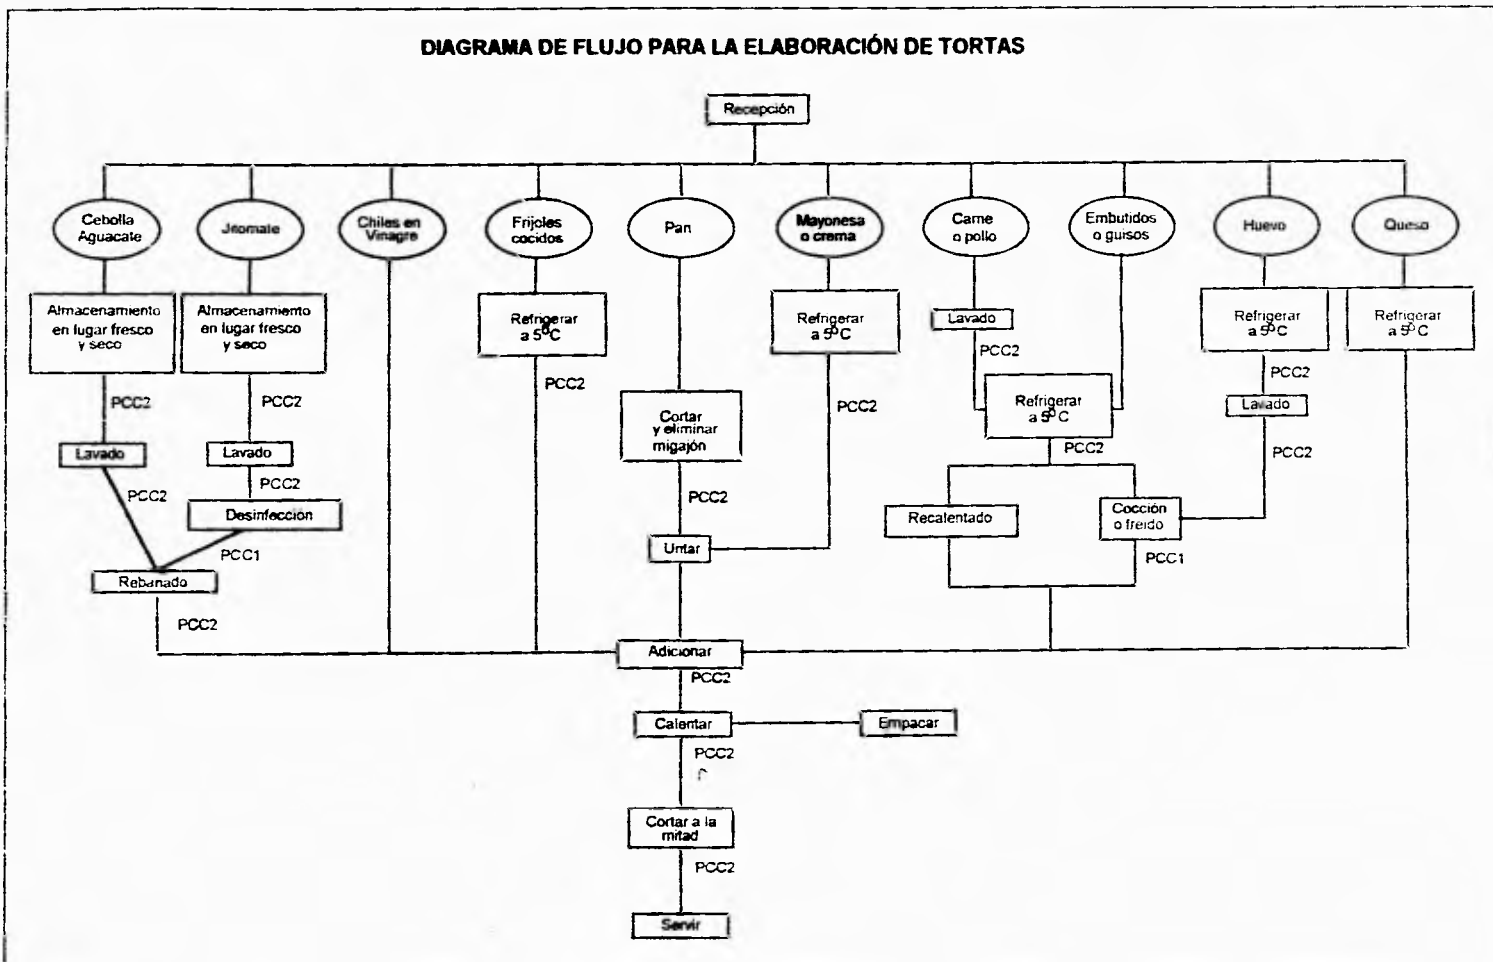 DIAGRAMA DE FLUJO PARA LA ELABORACIÓN DE TORTAS
Recepción
Cebolla
Aguacate
Jitomate
Chiles en
Vinagre
Frijoles
cocidos
Pan
Mayonesa
o crema
Carne
o pollo
Embutidos
o guisos
Huevo
Queso
Almacenamiento
en lugar fresco
y seco
Almacenamiento
en lugar fresco
y seco
Refrigerar
a 5°C
Refrigerar
a 5°C
Lavado
Refrigerar
a 5°C
Refrigerar
a 5°C
PCC2
PCC2
PCC2
PCC2
PCC2
PCC2
Cortar
y eliminar
migajón
Refrigerar
a 5°C
Lavado
Lavado
Lavado
PCC2
PCC2
PCC2
PCC2
PCC2
PCC2
Desinfección
Recalentado
Cocción
o freido
Untar
PCC1
PCC1
Rebanado
PCC2
Adicionar
PCC2
Calentar
Empacar
PCC2
Cortar a la
mitad
PCC2
Servir